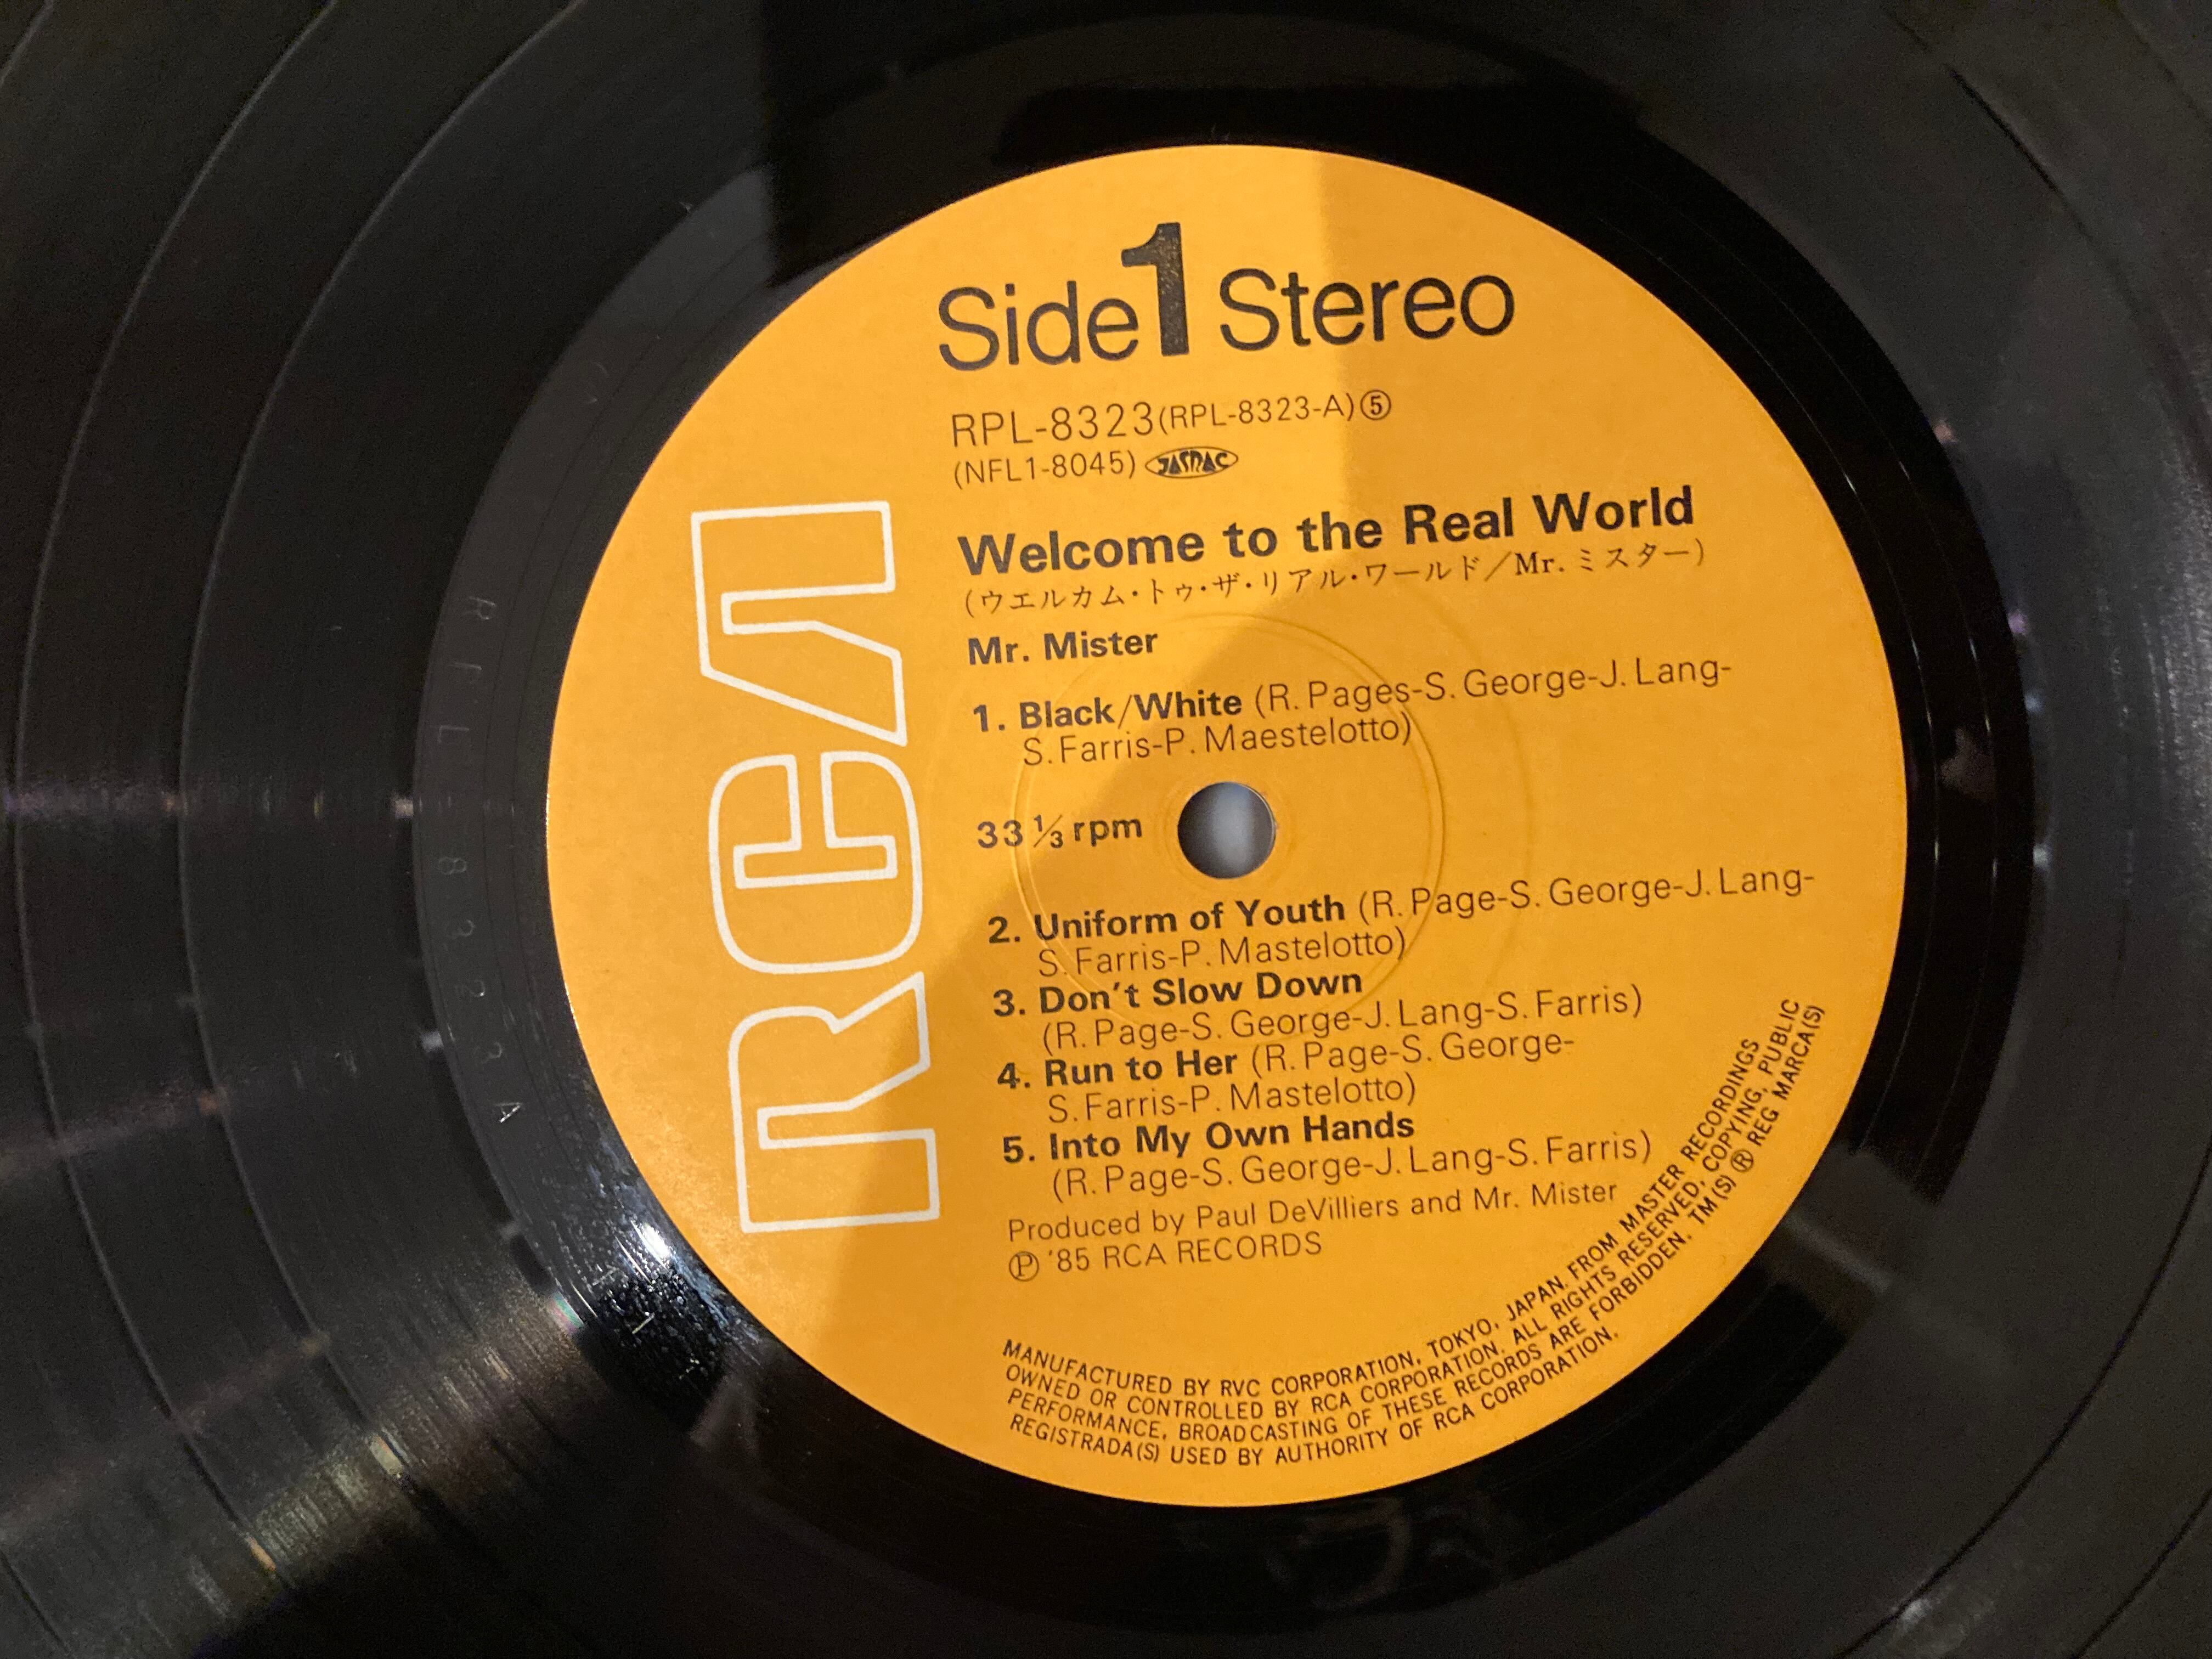 Side 1 Stereo
RPL-8323(RPL-8323-A)⑤
(NFL1-8045) JASRAC
Welcome to the Real World
(ウエルカム・トゥ・ザ・リアル・ワールド/Mr.ミスター)
Mr. Mister
1. Black/White (R. Pages-S. George-J. Lang-
S. Farris-P. Maestelotto)
33 1/3 rpm
2. Uniform of Youth (R. Page-S. George-J. Lang-
S. Farris-P. Mastelotto)
3. Don't Slow Down
(R. Page-S. George-J. Lang-S. Farris)
4. Run to Her (R. Page-S. George-
S. Farris-P. Mastelotto)
5. Into My Own Hands
(R. Page-S. George-J. Lang-S. Farris)
Produced by Paul DeVilliers and Mr. Mister
Ⓟ '85 RCA RECORDS
MANUFACTURED BY RVC CORPORATION, TOKYO, JAPAN. FROM MASTER RECORDINGS
OWNED OR CONTROLLED BY RCA CORPORATION. ALL RIGHTS RESERVED, COPYING, PUBLIC
PERFORMANCE, BROADCASTING OF THESE RECORDS ARE FORBIDDEN. TM(S) ® REG MARCA(S)
REGISTRADA(S) USED BY AUTHORITY OF RCA CORPORATION.
RCA
8323A